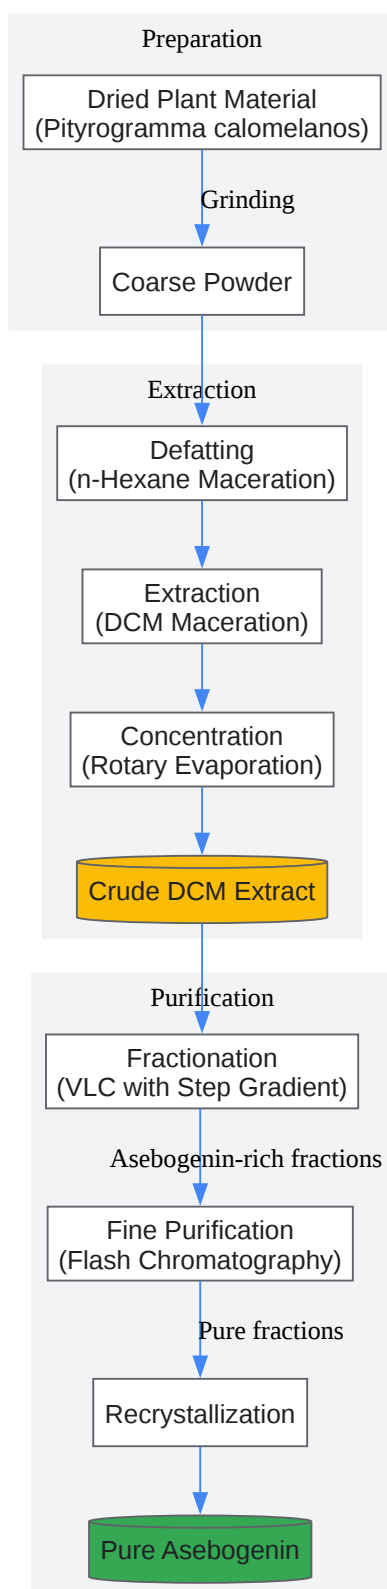 Preparation
Dried Plant Material
(Pityrogramma calomelanos)
Grinding
Coarse Powder
Extraction
Defatting
(n-Hexane Maceration)
Extraction
(DCM Maceration)
Concentration
(Rotary Evaporation)
Crude DCM Extract
Purification
Fractionation
(VLC with Step Gradient)
Asebogenin-rich fractions
Fine Purification
(Flash Chromatography)
Pure fractions
Recrystallization
Pure Asebogenin